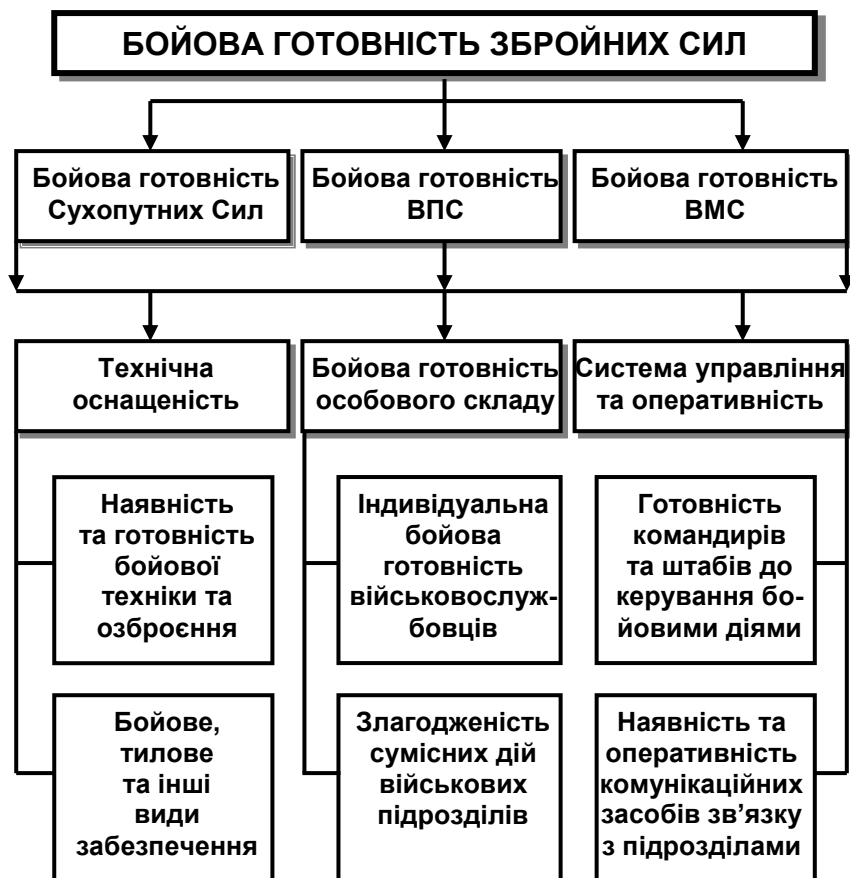 БОЙОВА ГОТОВНІСТЬ ЗБРОЙНИХ СИЛ
Бойова готовність
Сухопутних Сил
Бойова готовність
ВПС
Бойова готовність
ВМС
Технічна
оснащеність
Бойова готовність
особового складу
Система управління
та оперативність
Наявність
та готовність
бойової
техніки та
озброєння
Індивідуальна
бойова
готовність
військовослуж-
бовців
Готовність
командирів
та штабів до
керування бо-
йовими діями
Бойове,
тилове
та інші
види
забезпечення
Злагодженість
сумісних дій
військових
підрозділів
Наявність та
оперативність
комунікаційних
засобів зв’язку
з підрозділами